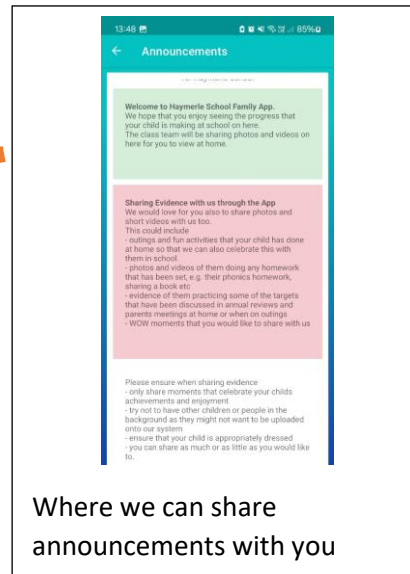 13:48
85%
Announcements
Welcome to Haymerle School Family App.
We hope that you enjoy seeing the progress that
your child is making at school on here.
The class team will be sharing photos and videos on
here for you to view at home.
Sharing Evidence with us through the App
We would love for you also to share photos and
short videos with us too.
This could include
- outings and fun activities that your child has done
at home so that we can also celebrate this with
them in school.
- photos and videos of them doing any homework
that has been set, e.g. their phonics homework,
sharing a book etc
- evidence of them practicing some of the targets
that have been discussed in annual reviews and
parents meetings at home or when on outings
- WOW moments that you would like to share with us
Please ensure when sharing evidence
- only share moments that celebrate your childs
achievements and enjoyment
- try not to have other children or people in the
background as they might not want to be uploaded
onto our system
- ensure that your child is appropriately dressed
- you can share as much or as little as you would like
to.
Where we can share
announcements with you